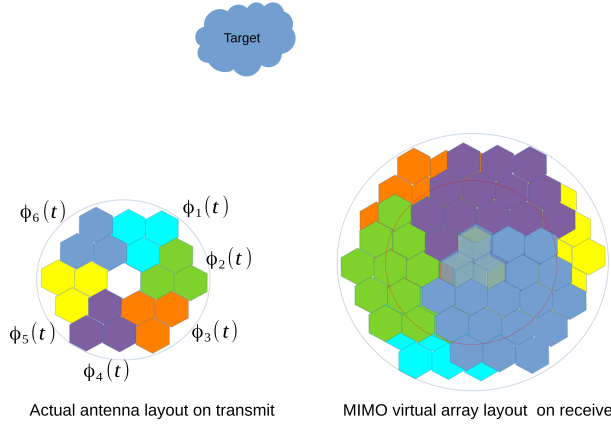 Target
ϕ₁(t)
ϕ₆(t)
ϕ₂(t)
ϕ₃(t)
ϕ₅(t)
ϕ₄(t)
Actual antenna layout on transmit
MIMO virtual array layout on receive